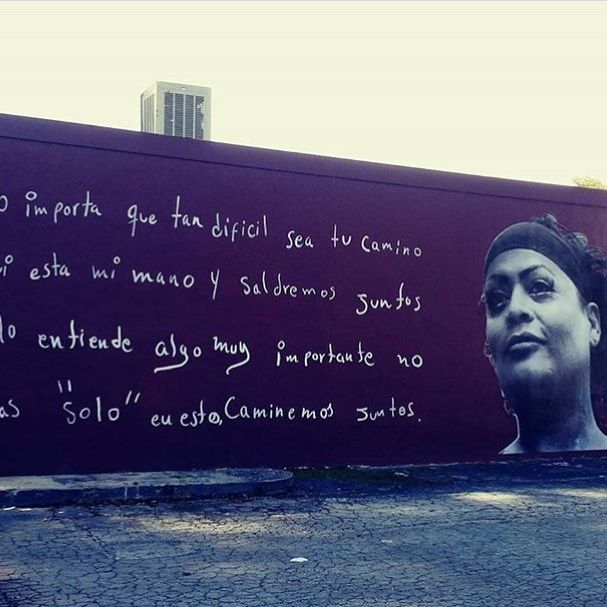 o importa que tan dificil sea tu camino
i esta mi mano y saldremos juntos
lo entiende algo muy importante no
as "Solo" en esto, Caminemos juntos.